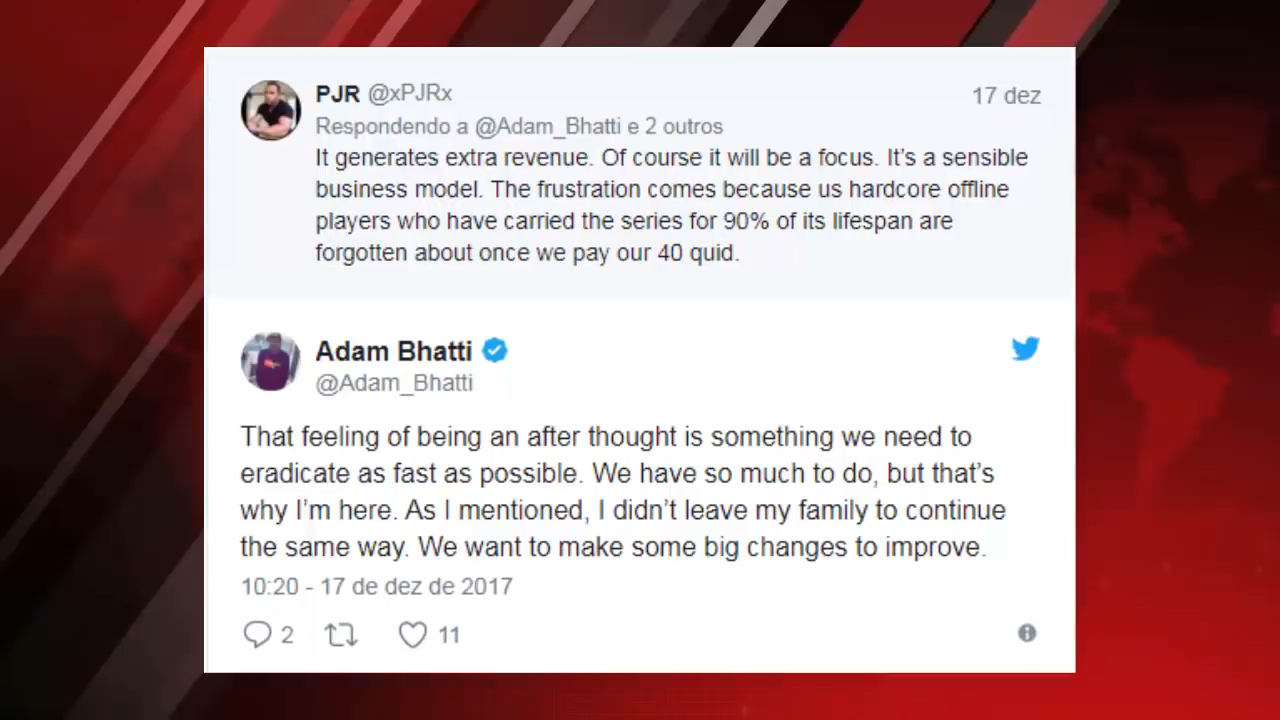 PJR @xPJRx 17 dez
Respondendo a @Adam_Bhatti e 2 outros
It generates extra revenue. Of course it will be a focus. It's a sensible
business model. The frustration comes because us hardcore offline
players who have carried the series for 90% of its lifespan are
forgotten about once we pay our 40 quid.
Adam Bhatti
@Adam_Bhatti
That feeling of being an after thought is something we need to
eradicate as fast as possible. We have so much to do, but that's
why I'm here. As I mentioned, I didn't leave my family to continue
the same way. We want to make some big changes to improve.
10:20 - 17 de dez de 2017
2 11